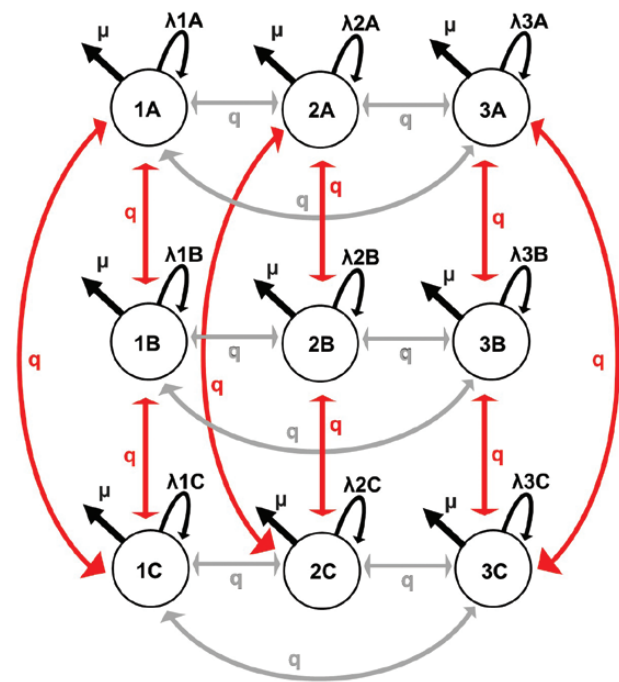 μ λ1A μ λ2A μ λ3A
1A 2A 3A
q q
q
q q q
μ λ1B μ λ2B μ λ3B
1B 2B 3B
q q
q q q
q
q q q
μ λ1C μ λ2C μ λ3C
1C 2C 3C
q q
q